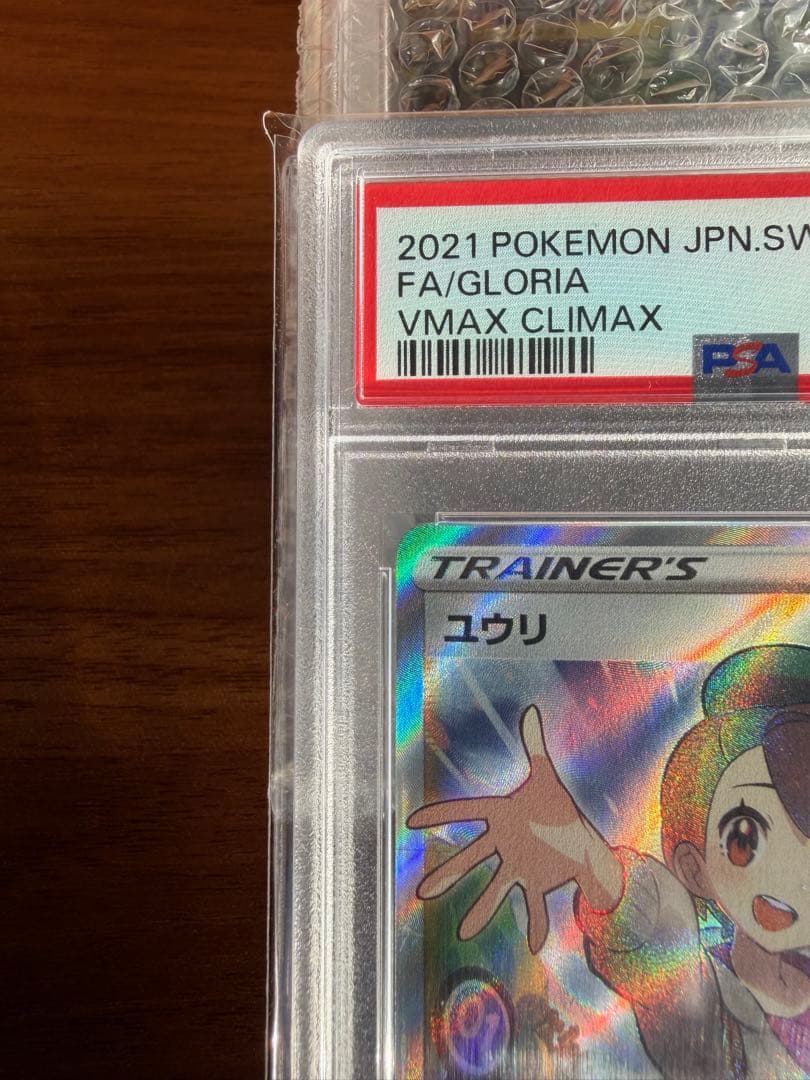 2021 POKEMON JPN.SW
FA/GLORIA
VMAX CLIMAX
PSA
TRAINER'S
ユウリ